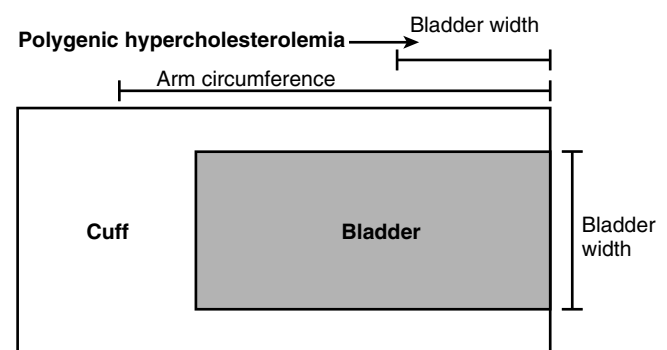 Bladder width
Polygenic hypercholesterolemia
Arm circumference
Cuff
Bladder
Bladder
width